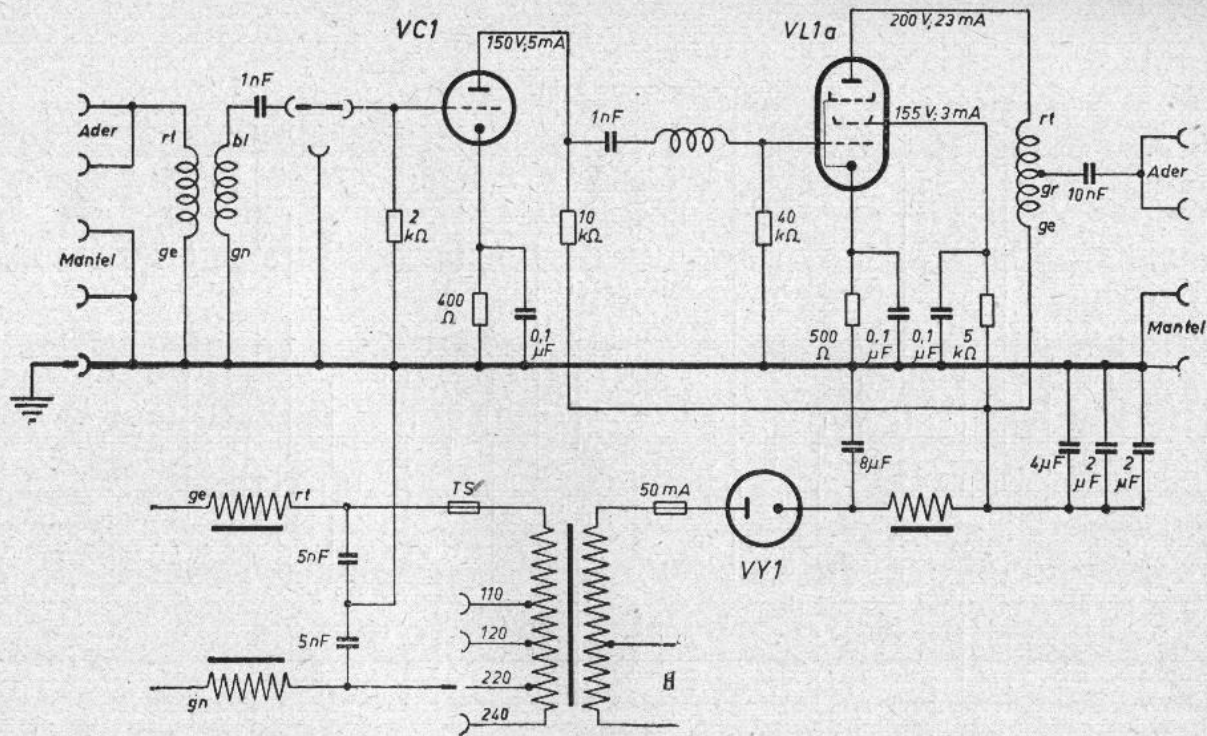 VC1
150V; 5mA
VL1a
200 V; 23 mA
1nF
Ader
rt
bl
1nF
155 V; 3 mA
rt
Ader
gr
10nF
2
kΩ
10
kΩ
40
kΩ
ge
gn
Mantel
ge
400
Ω
0,1
µF
500
Ω
0,1
µF
0,1
µF
5
kΩ
Mantel
8µF
4µF
2
µF
2
µF
ge
rt
TS
50 mA
5nF
VY1
110
5nF
120
220
gn
240
H